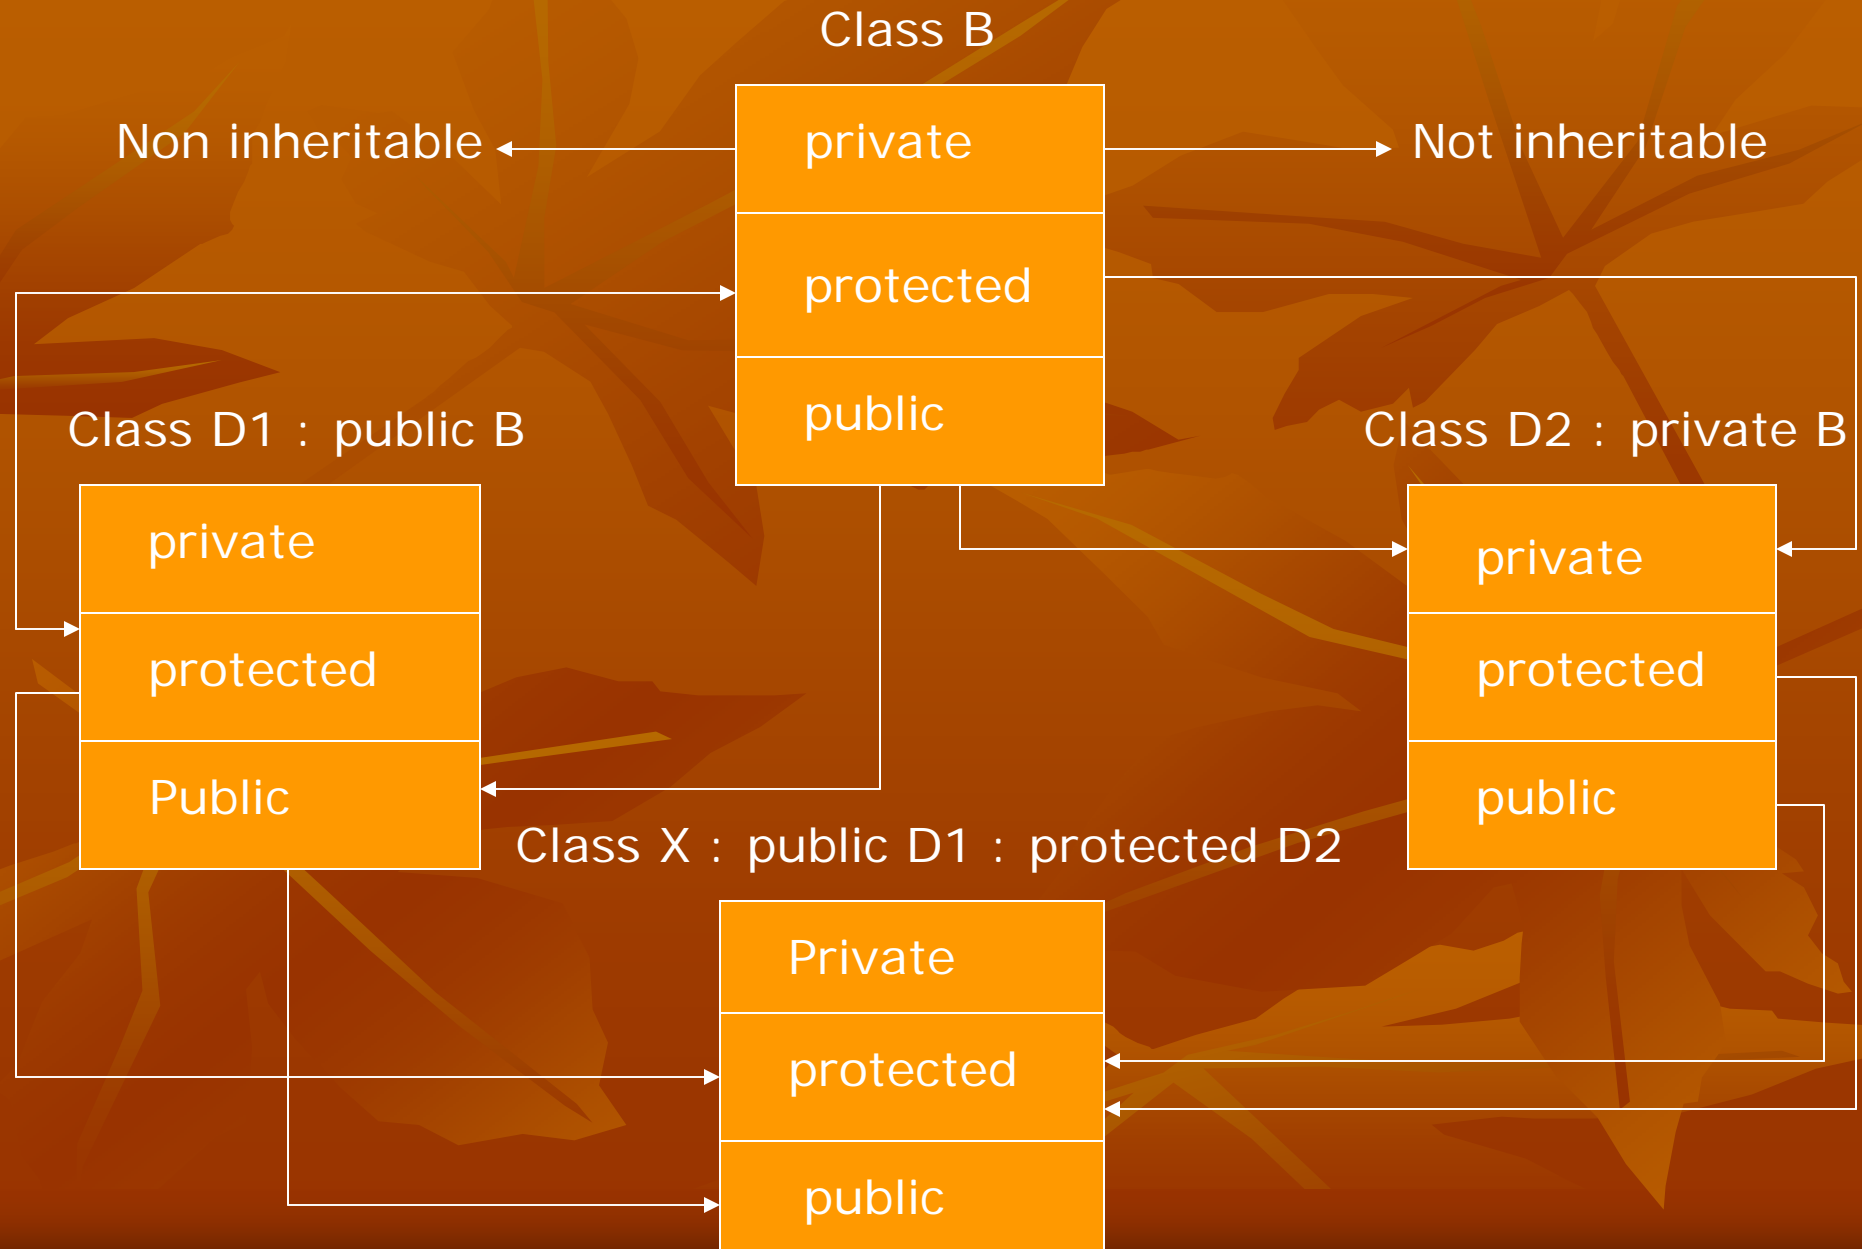 Class B
Non inheritable
private
Not inheritable
protected
public
Class D1 : public B
Class D2 : private B
private
protected
Public
private
protected
public
Class X : public D1 : protected D2
Private
protected
public